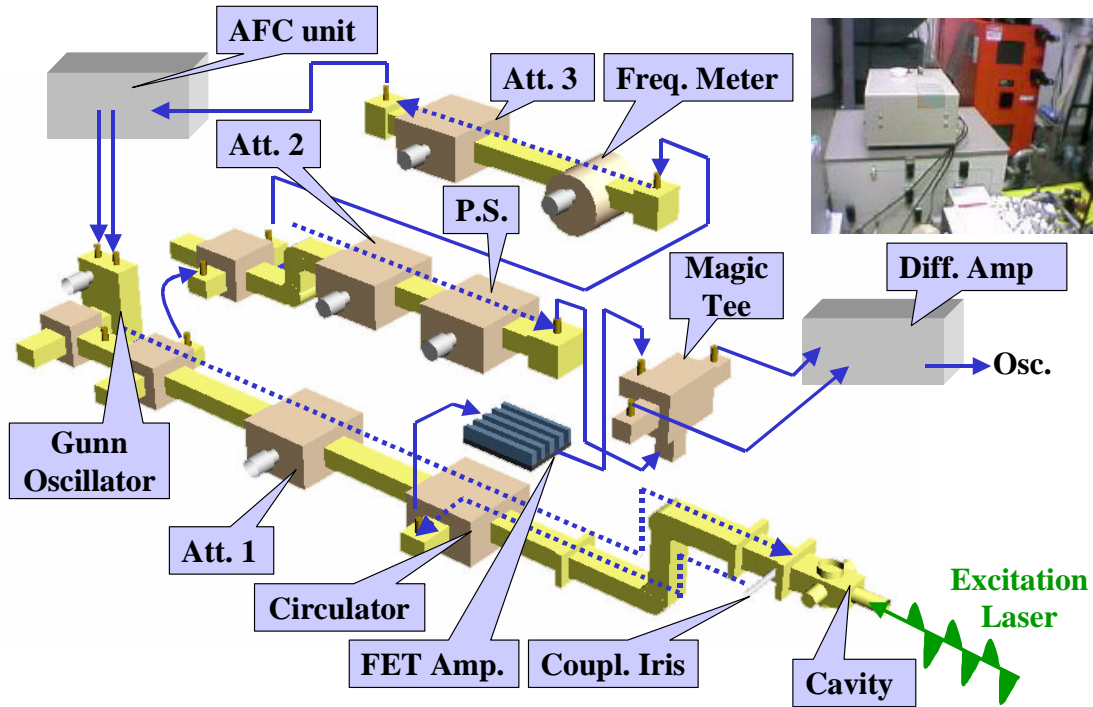 AFC unit
Att. 3
Freq. Meter
Att. 2
P.S.
Magic
Tee
Diff. Amp
Osc.
Gunn
Oscillator
Att. 1
Circulator
FET Amp.
Coupl. Iris
Cavity
Excitation
Laser